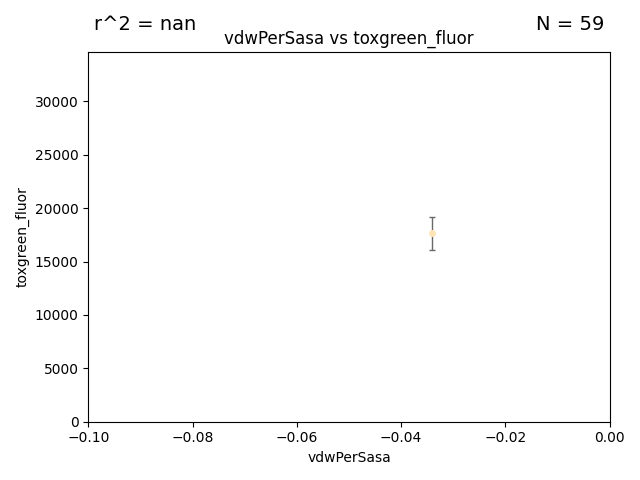 r^2 = nan
N = 59
vdwPerSasa vs toxgreen_fluor
30000
25000
20000
15000
10000
5000
0
toxgreen_fluor
−0.10
−0.08
−0.06
−0.04
−0.02
0.00
vdwPerSasa